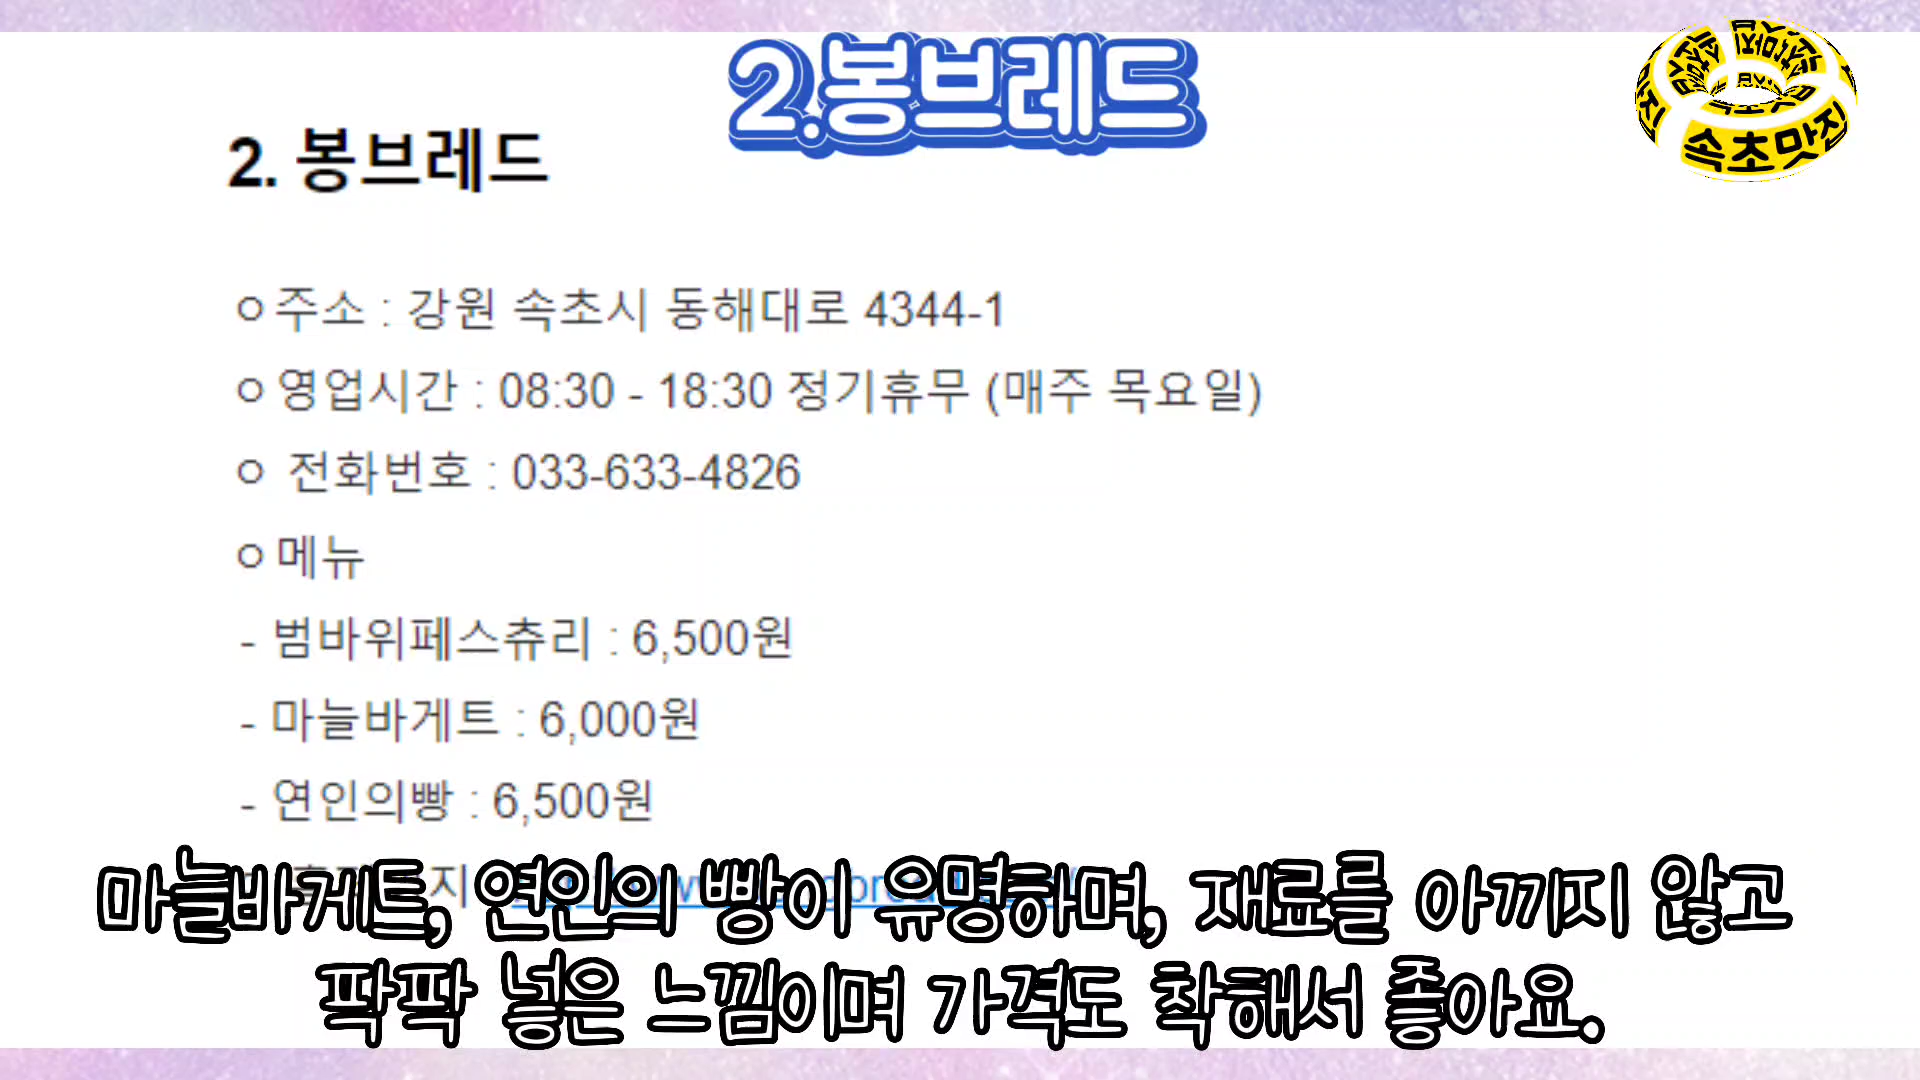 2.봉브레드
속초맛집
2. 봉브레드
ㅇ주소 : 강원 속초시 동해대로 4344-1
ㅇ영업시간 : 08:30 - 18:30 정기휴무 (매주 목요일)
ㅇ 전화번호 : 033-633-4826
ㅇ메뉴
- 범바위페스츄리 : 6,500원
- 마늘바게트 : 6,000원
- 연인의빵 : 6,500원
마늘바게트, 연인의 빵이 유명하며, 재료를 아끼지 않고
팍팍 넣은 느낌이며 가격도 착해서 좋아요.